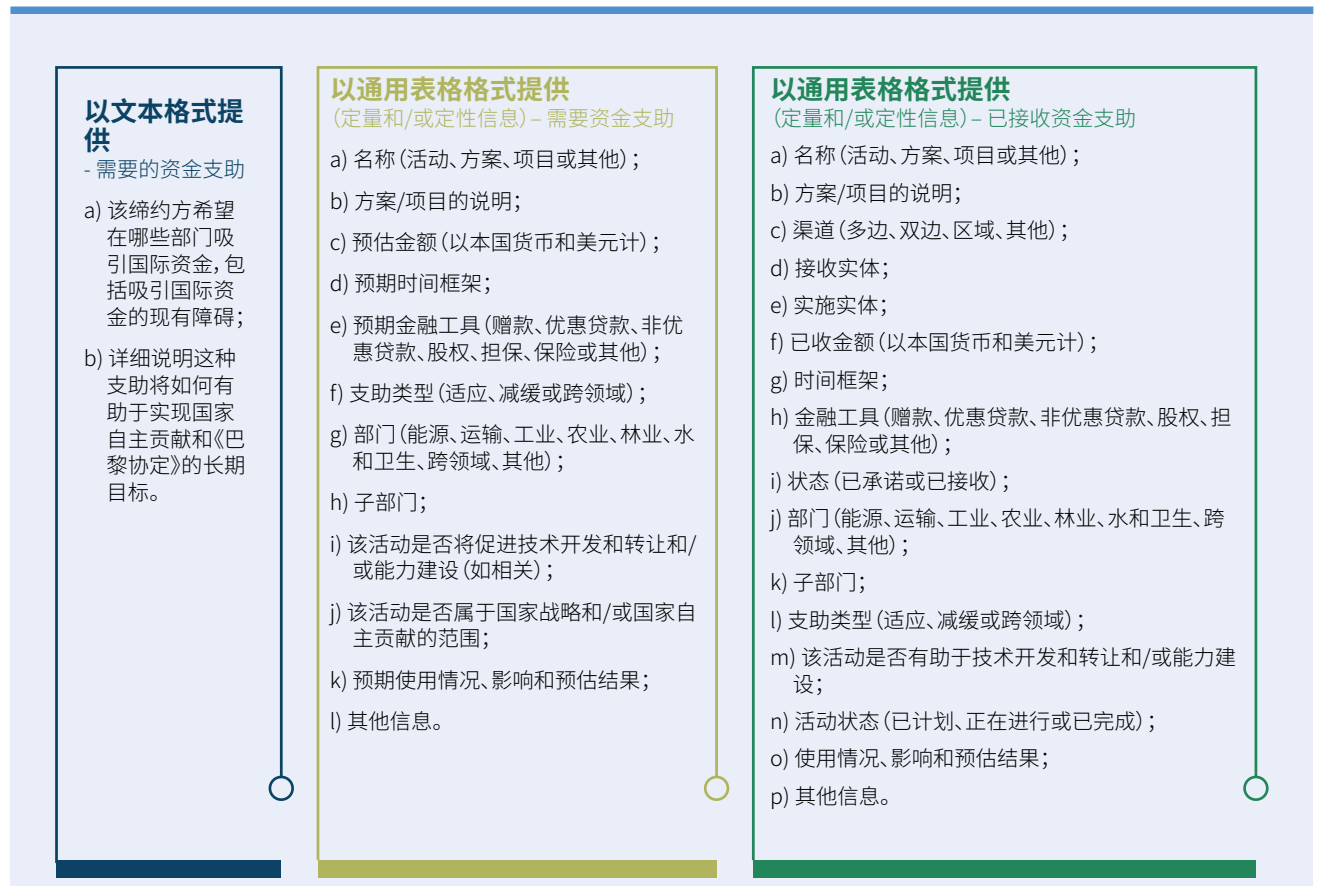 以文本格式提
供
- 需要的资金支助
a) 该缔约方希望
在哪些部门吸
引国际资金，包
括吸引国际资
金的现有障碍；
b) 详细说明这种
支助将如何有
助于实现国家
自主贡献和《巴
黎协定》的长期
目标。
以通用表格格式提供
（定量和/或定性信息）– 需要资金支助
a) 名称（活动、方案、项目或其他）；
b) 方案/项目的说明；
c) 预估金额（以本国货币和美元计）；
d) 预期时间框架；
e) 预期金融工具（赠款、优惠贷款、非优
惠贷款、股权、担保、保险或其他）；
f) 支助类型（适应、减缓或跨领域）；
g) 部门（能源、运输、工业、农业、林业、水
和卫生、跨领域、其他）；
h) 子部门；
i) 该活动是否将促进技术开发和转让和/
或能力建设（如相关）；
j) 该活动是否属于国家战略和/或国家自
主贡献的范围；
k) 预期使用情况、影响和预估结果；
l) 其他信息。
以通用表格格式提供
（定量和/或定性信息）– 已接收资金支助
a) 名称（活动、方案、项目或其他）；
b) 方案/项目的说明；
c) 渠道（多边、双边、区域、其他）；
d) 接收实体；
e) 实施实体；
f) 已收金额（以本国货币和美元计）；
g) 时间框架；
h) 金融工具（赠款、优惠贷款、非优惠贷款、股权、担
保、保险或其他）；
i) 状态（已承诺或已接收）；
j) 部门（能源、运输、工业、农业、林业、水和卫生、跨
领域、其他）；
k) 子部门；
l) 支助类型（适应、减缓或跨领域）；
m) 该活动是否有助于技术开发和转让和/或能力建
设；
n) 活动状态（已计划、正在进行或已完成）；
o) 使用情况、影响和预估结果；
p) 其他信息。